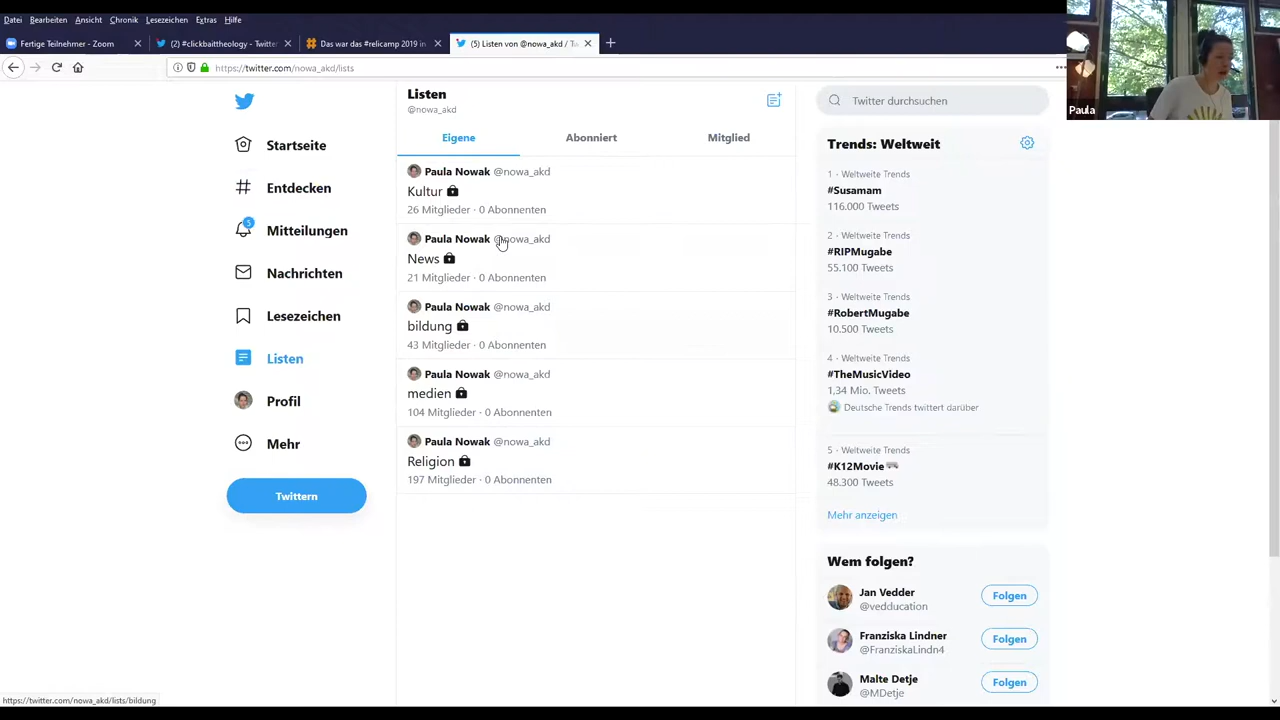 Datei Bearbeiten Ansicht Chronik Lesezeichen Extras Hilfe
Fertige Teilnehmer - Zoom
(2) #clickbaittheology - Twitte
Das war das #relicamp 2019 in
(5) Listen von @nowa_akd / Tw
https://twitter.com/nowa_akd/lists
Paula
Startseite
Entdecken
5
Mitteilungen
Nachrichten
Lesezeichen
Listen
Profil
Mehr
Twittern
Listen
@nowa_akd
Eigene Abonniert Mitglied
Paula Nowak @nowa_akd
Kultur
26 Mitglieder · 0 Abonnenten
Paula Nowak @nowa_akd
News
21 Mitglieder · 0 Abonnenten
Paula Nowak @nowa_akd
bildung
43 Mitglieder · 0 Abonnenten
Paula Nowak @nowa_akd
medien
104 Mitglieder · 0 Abonnenten
Paula Nowak @nowa_akd
Religion
197 Mitglieder · 0 Abonnenten
Twitter durchsuchen
Trends: Weltweit
1 · Weltweite Trends
#Susamam
116.000 Tweets
2 · Weltweite Trends
#RIPMugabe
55.100 Tweets
3 · Weltweite Trends
#RobertMugabe
10.500 Tweets
4 · Weltweite Trends
#TheMusicVideo
1,34 Mio. Tweets
Deutsche Trends twittert darüber
5 · Weltweite Trends
#K12Movie
48.300 Tweets
Mehr anzeigen
Wem folgen?
Jan Vedder
@vedducation
Folgen
Franziska Lindner
@FranziskaLindn4
Folgen
Malte Detje
@MDetje
Folgen
https://twitter.com/nowa_akd/lists/bildung